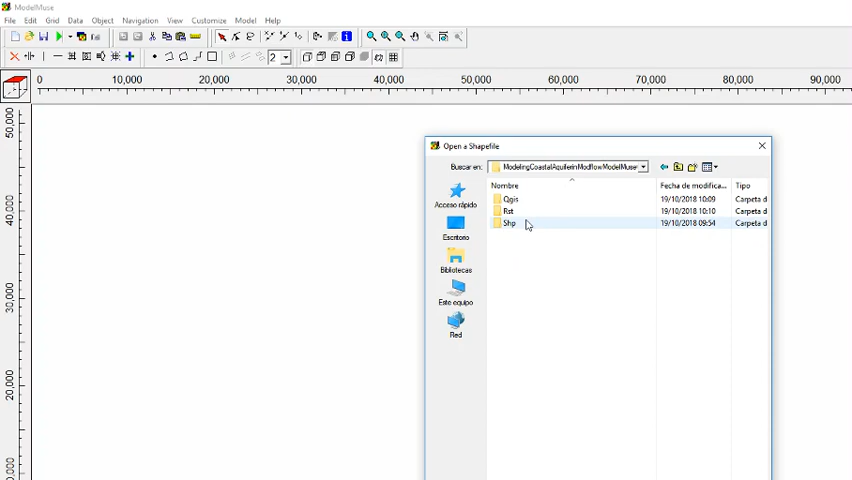 ModelMuse
File Edit Grid Data Object Navigation View Customize Model Help
2
0 10,000 20,000 30,000 40,000 50,000 60,000 70,000 80,000 90,000
50,000
40,000
30,000
20,000
Open a Shapefile
Buscar en: ModelingCoastalAquiferinModflowModelMuse
Nombre Fecha de modifica... Tipo
Qgis 19/10/2018 10:09 Carpeta d
Rst 19/10/2018 10:10 Carpeta d
Shp 19/10/2018 09:54 Carpeta d
Acceso rápido
Escritorio
Bibliotecas
Este equipo
Red